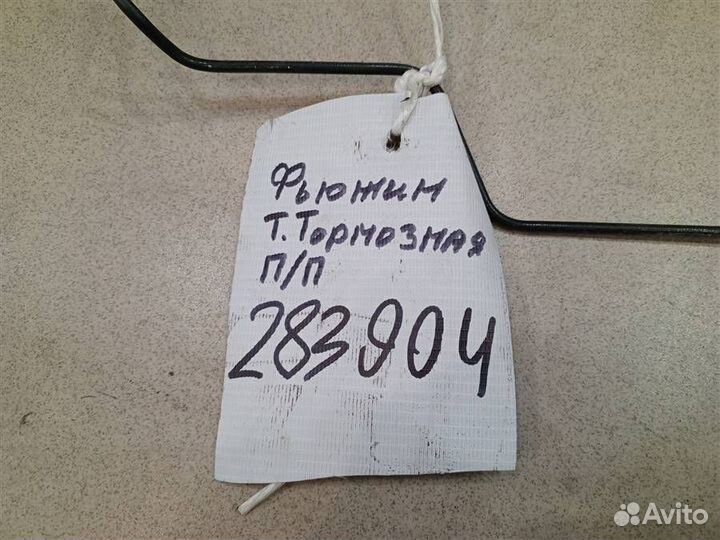 Фьюжин
Т. Тормозная
П/П
283904
Avito